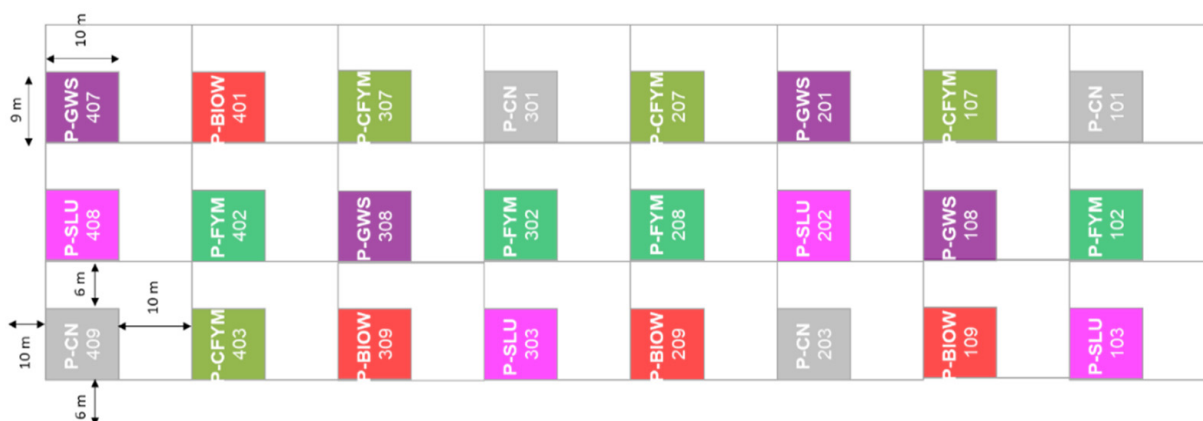 10 m
9 m
P-GWS
407
P-BIOW
401
P-CFYM
307
P-CN
301
P-CFYM
207
P-GWS
201
P-CFYM
107
P-CN
101
P-SLU
408
P-FYM
402
P-GWS
308
P-FYM
302
P-FYM
208
P-SLU
202
P-GWS
108
P-FYM
102
6 m
10 m
10 m
P-CN
409
P-CFYM
403
P-BIOW
309
P-SLU
303
P-BIOW
209
P-CN
203
P-BIOW
109
P-SLU
103
6 m